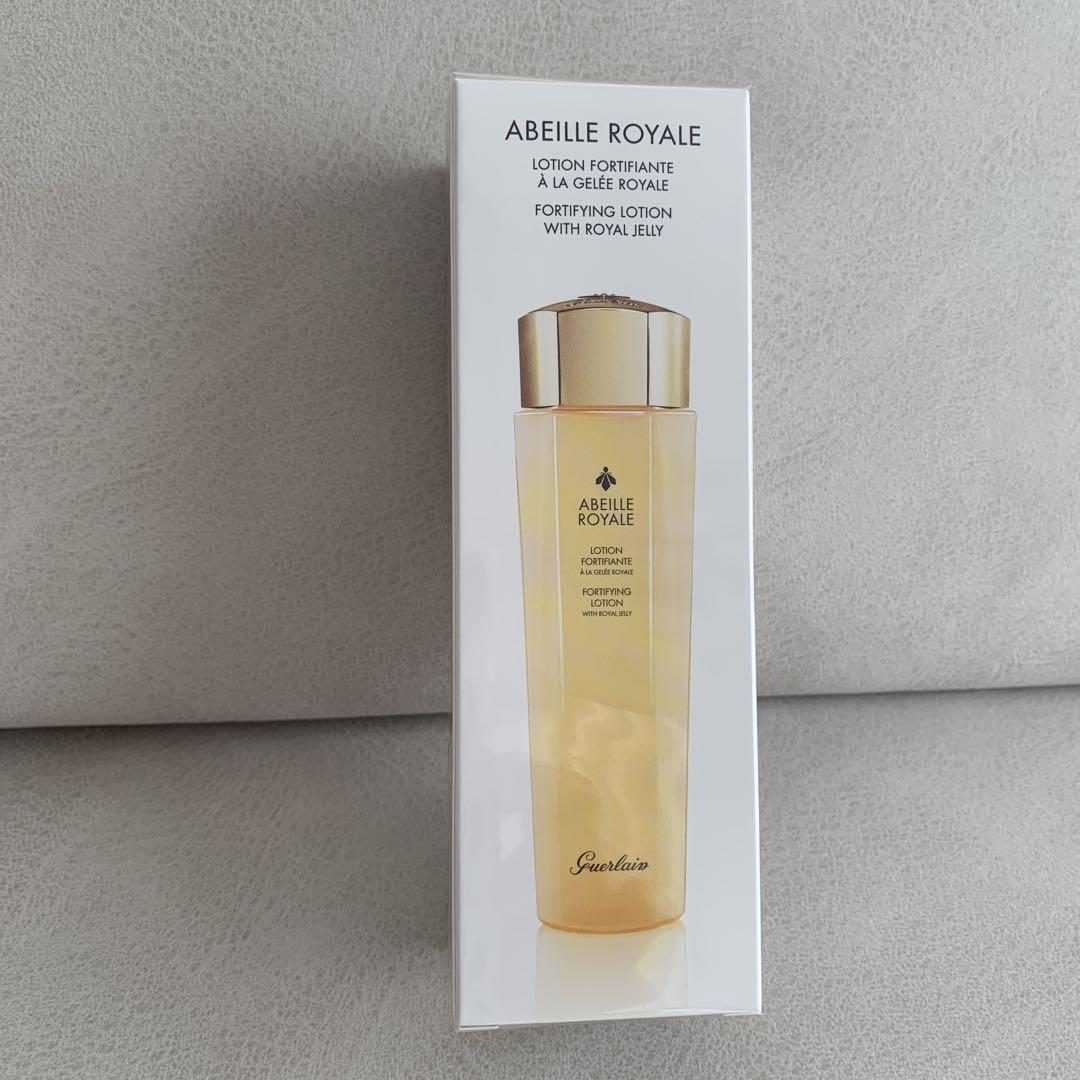 ABEILLE ROYALE
LOTION FORTIFIANTE
À LA GELÉE ROYALE
FORTIFYING LOTION
WITH ROYAL JELLY
ABEILLE
ROYALE
LOTION
FORTIFIANTE
À LA GELÉE ROYALE
FORTIFYING
LOTION
WITH ROYAL JELLY
Guerlain